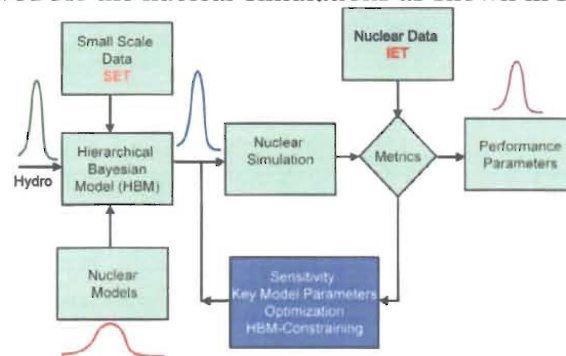 Small Scale
Data
SET
Nuclear Data
IET
Hydro
Hierarchical
Bayesian
Model (HBM)
Nuclear
Simulation
Metrics
Performance
Parameters
Nuclear
Models
Sensitivity
Key Model Parameters
Optimization
HBM-Constraining